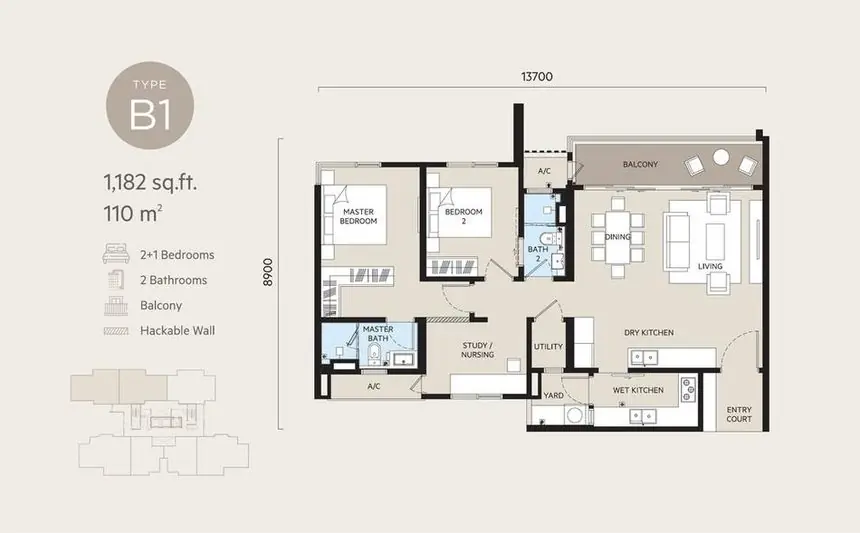 TYPE
B1
1,182 sq.ft.
110 m²
2+1 Bedrooms
2 Bathrooms
Balcony
Hackable Wall
13700
8900
A/C
BALCONY
MASTER
BEDROOM
BEDROOM
2
BATH
2
DINING
LIVING
MASTER
BATH
STUDY /
NURSING
UTILITY
DRY KITCHEN
A/C
YARD
WET KITCHEN
ENTRY
COURT